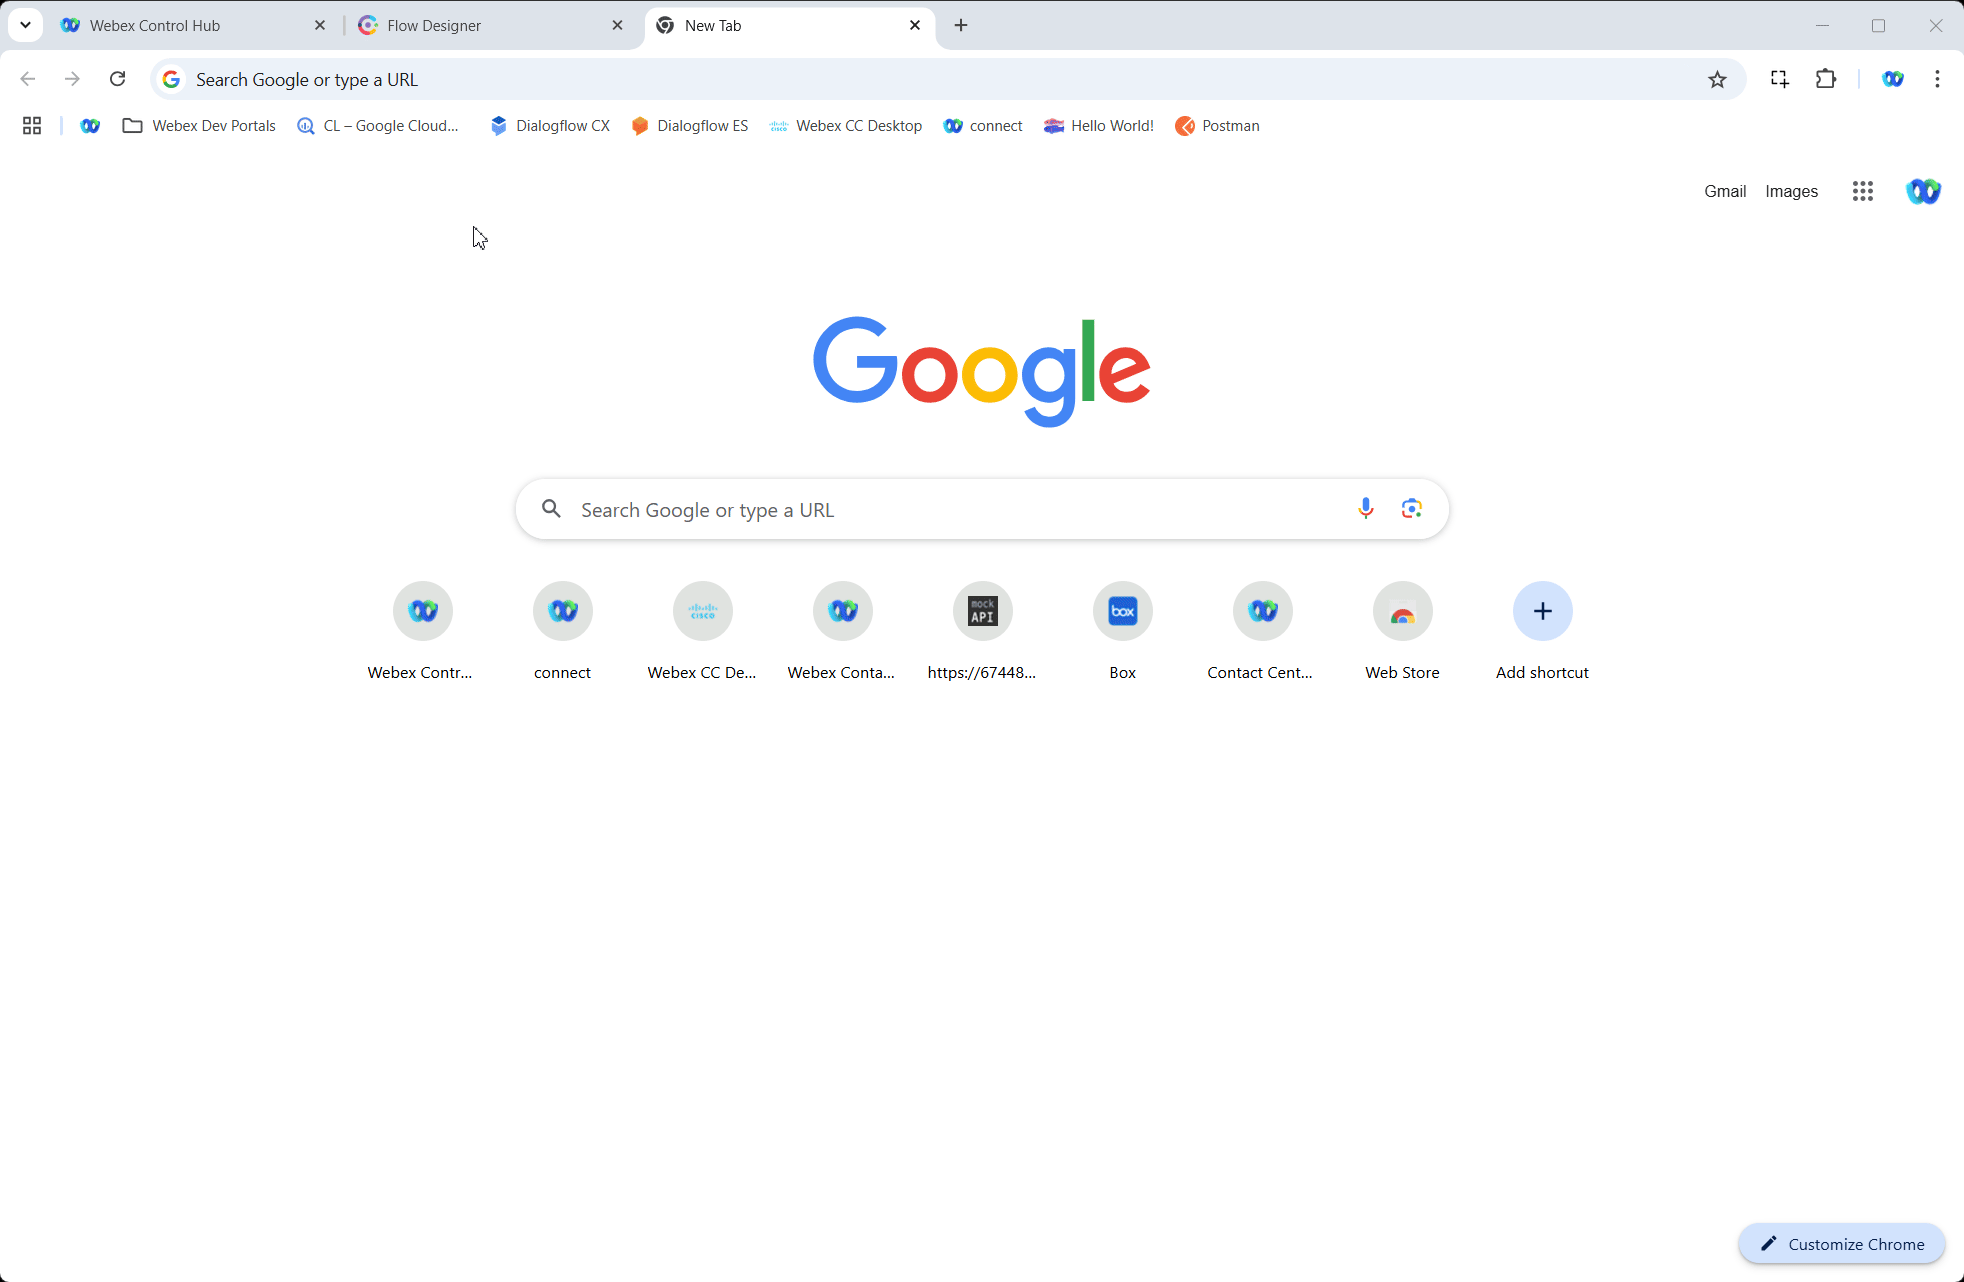 Webex Control Hub
Flow Designer
New Tab
Search Google or type a URL
Webex Dev Portals
CL – Google Cloud...
Dialogflow CX
Dialogflow ES
Webex CC Desktop
connect
Hello World!
Postman
Gmail
Images
Google
Search Google or type a URL
mock
API
box
cisco
Webex Contr...
connect
Webex CC De...
Webex Conta...
https://67448...
Box
Contact Cent...
Web Store
Add shortcut
Customize Chrome